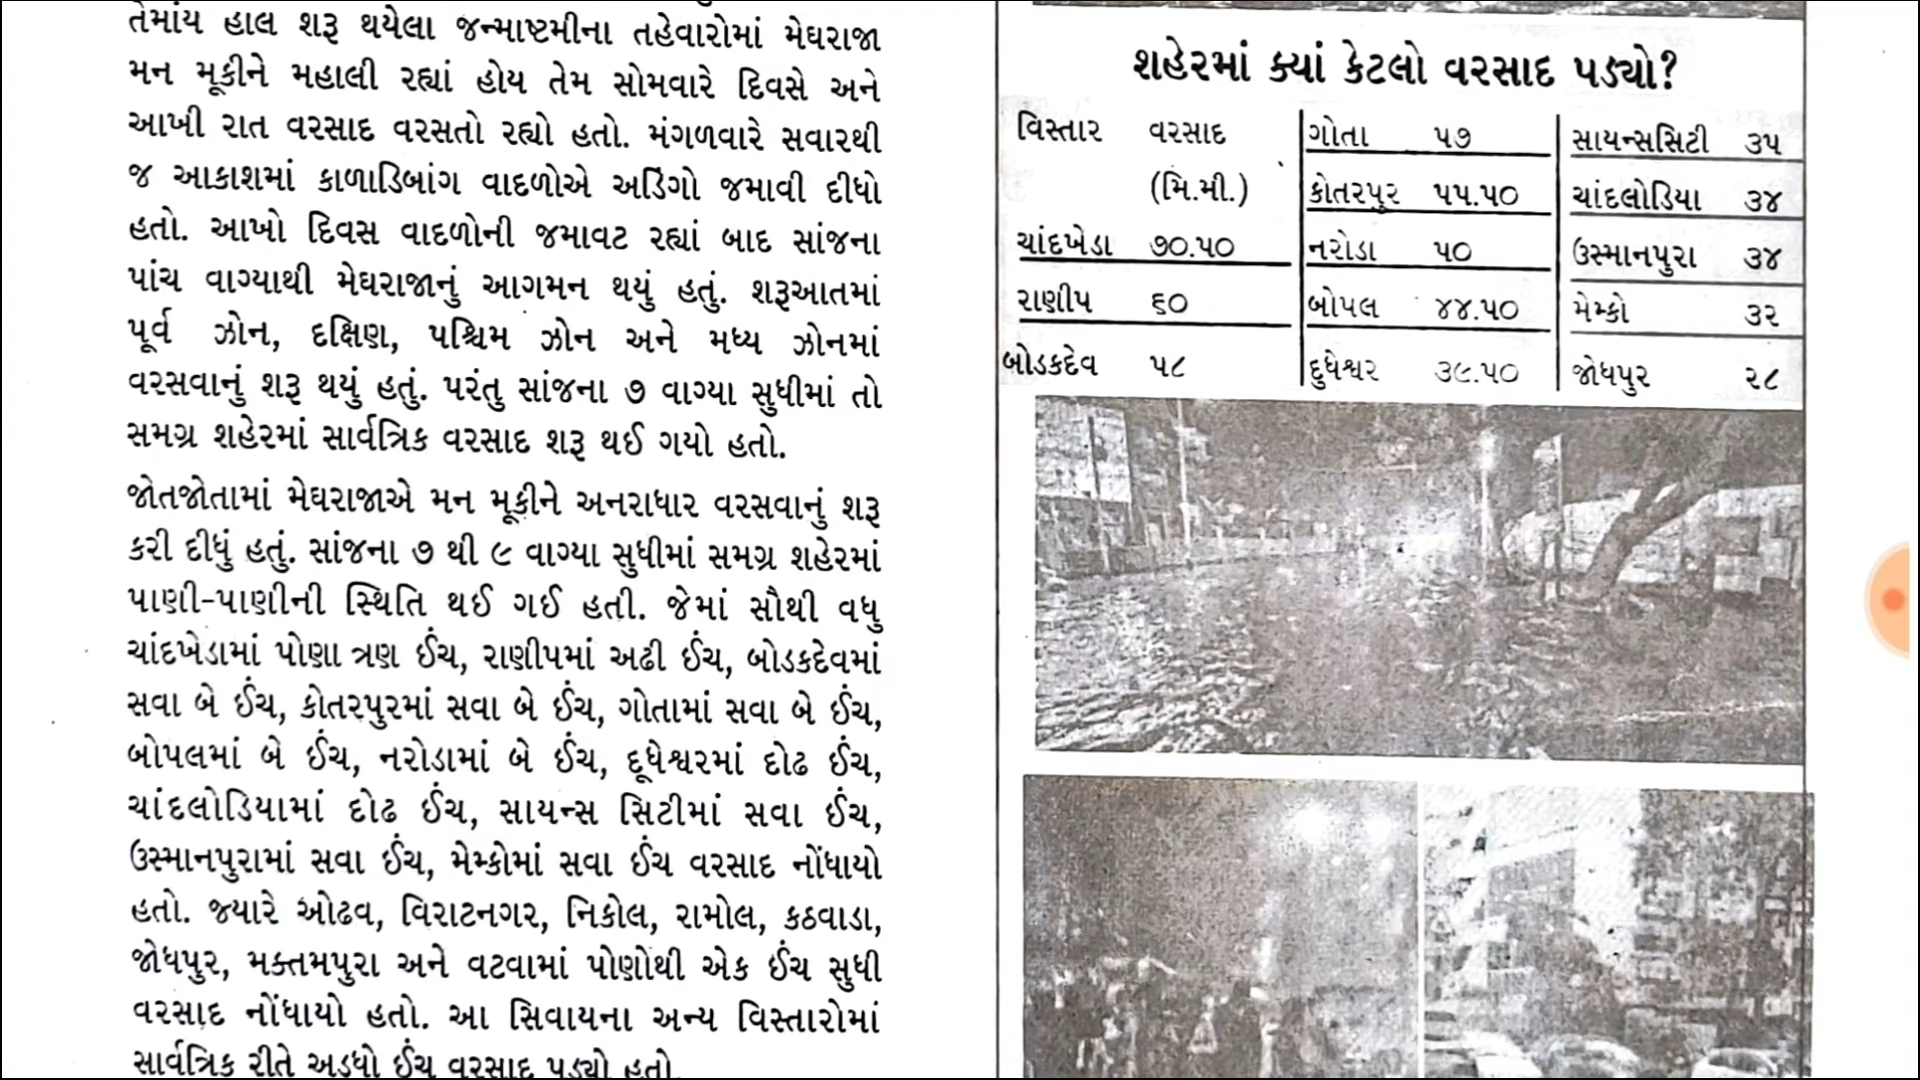 તેમાંય હાલ શરૂ થયેલા જન્માષ્ટમીના તહેવારોમાં મેઘરાજા
મન મૂકીને મહાલી રહ્યાં હોય તેમ સોમવારે દિવસે અને
આખી રાત વરસાદ વરસતો રહ્યો હતો. મંગળવારે સવારથી
જ આકાશમાં કાળાડિબાંગ વાદળોએ અડિંગો જમાવી દીધો
હતો. આખો દિવસ વાદળોની જમાવટ રહ્યાં બાદ સાંજના
પાંચ વાગ્યાથી મેઘરાજાનું આગમન થયું હતું. શરૂઆતમાં
પૂર્વ ઝોન, દક્ષિણ, પશ્ચિમ ઝોન અને મધ્ય ઝોનમાં
વરસવાનું શરૂ થયું હતું. પરંતુ સાંજના ૭ વાગ્યા સુધીમાં તો
સમગ્ર શહેરમાં સાર્વત્રિક વરસાદ શરૂ થઈ ગયો હતો.
જોતજોતામાં મેઘરાજાએ મન મૂકીને અનરાધાર વરસવાનું શરૂ
કરી દીધું હતું. સાંજના ૭ થી ૯ વાગ્યા સુધીમાં સમગ્ર શહેરમાં
પાણી-પાણીની સ્થિતિ થઈ ગઈ હતી. જેમાં સૌથી વધુ
ચાંદખેડામાં પોણા ત્રણ ઈંચ, રાણીપમાં અઢી ઈંચ, બોડકદેવમાં
સવા બે ઈંચ, કોતરપુરમાં સવા બે ઈંચ, ગોતામાં સવા બે ઈંચ,
બોપલમાં બે ઈંચ, નરોડામાં બે ઈંચ, દૂધેશ્વરમાં દોઢ ઈંચ,
ચાંદલોડિયામાં દોઢ ઈંચ, સાયન્સ સિટીમાં સવા ઈંચ,
ઉસ્માનપુરામાં સવા ઈંચ, મેમ્કોમાં સવા ઈંચ વરસાદ નોંધાયો
હતો. જ્યારે ઓઢવ, વિરાટનગર, નિકોલ, રામોલ, કઠવાડા,
જોધપુર, મક્તમપુરા અને વટવામાં પોણોથી એક ઈંચ સુધી
વરસાદ નોંધાયો હતો. આ સિવાયના અન્ય વિસ્તારોમાં
સાર્વત્રિક રીતે અડધો ઈંચ વરસાદ પડ્યો હતો.
શહેરમાં ક્યાં કેટલો વરસાદ પડ્યો?
વિસ્તાર વરસાદ
(મિ.મી.)
ચાંદખેડા ૭૦.૫૦
રાણીપ ૬૦
બોડકદેવ ૫૮
ગોતા ૫૭
કોતરપુર ૫૫.૫૦
નરોડા ૫૦
બોપલ ૪૪.૫૦
દુધેશ્વર ૩૯.૫૦
સાયન્સસિટી ૩૫
ચાંદલોડિયા ૩૪
ઉસ્માનપુરા ૩૪
મેમ્કો ૩૨
જોધપુર ૨૮